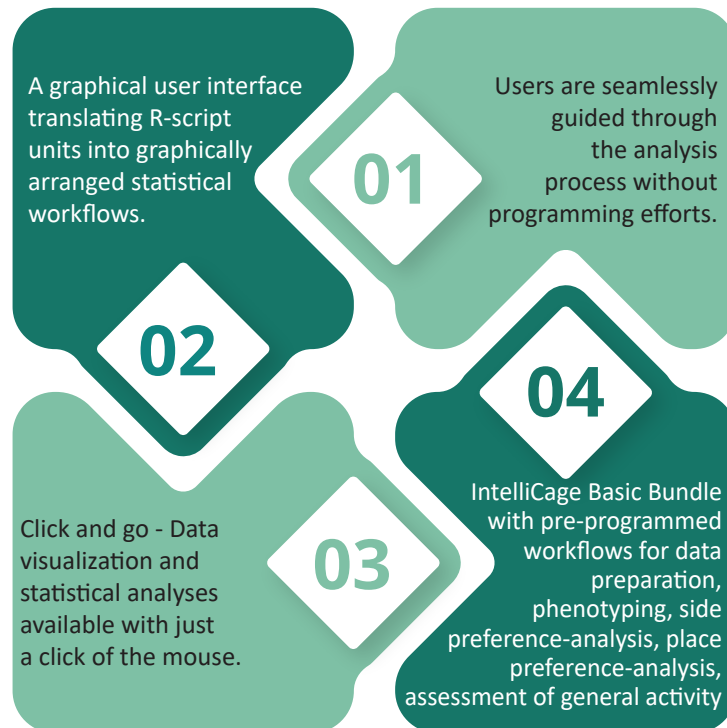 01
Users are seamlessly
guided through
the analysis
process without
programming efforts.
02
A graphical user interface
translating R-script
units into graphically
arranged statistical
workflows.
03
Click and go - Data
visualization and
statistical analyses
available with just
a click of the mouse.
04
IntelliCage Basic Bundle
with pre-programmed
workflows for data
preparation,
phenotyping, side
preference-analysis, place
preference-analysis,
assessment of general activity